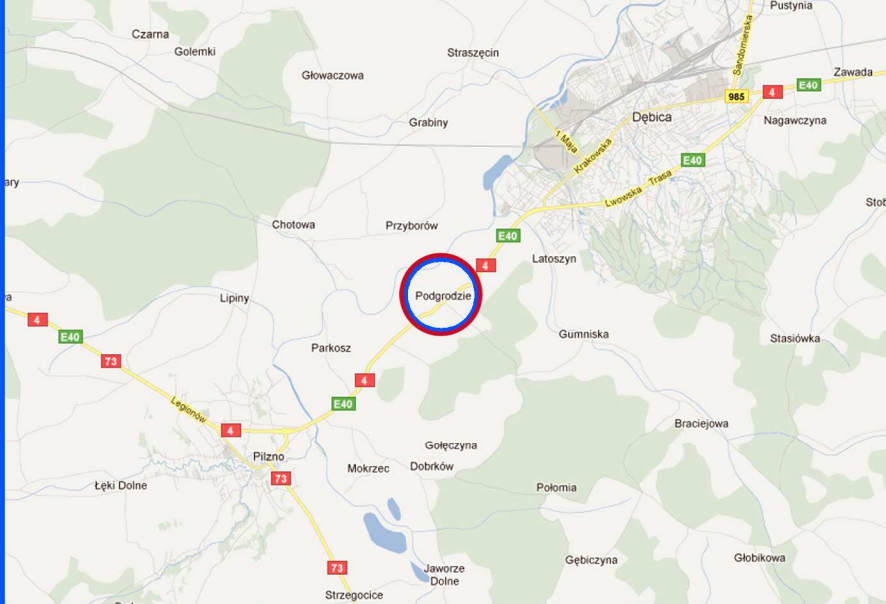 Pustynia
Czarna
Golemki
Straszęcin
Sandomierska
Głowaczowa
Zawada
E40
4
985
Dębica
Grabiny
Nagawczyna
1 Maja
Krakowska
E40
Lwowska
Trasa
ary
Stob
Chotowa
Przyborów
E40
Latoszyn
4
Podgrodzie
Lipiny
4
E40
Gumniska
Stasiówka
Parkosz
73
4
E40
Legionów
4
Braciejowa
Gołęczyna
Pilzno
Mokrzec
Dobrków
73
Łęki Dolne
Połomia
Gębiczyna
Głobikowa
73
Jaworze
Dolne
Strzegocice